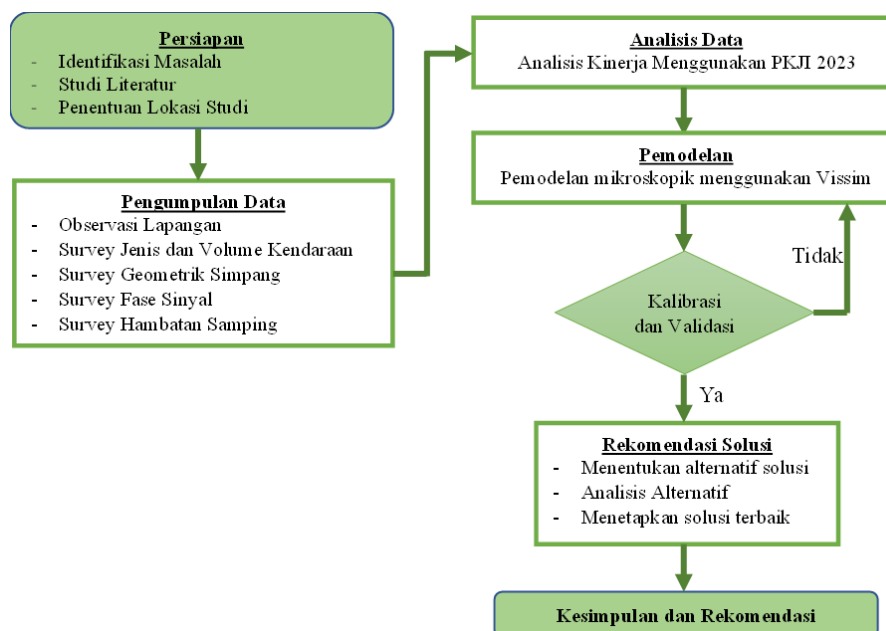 Persiapan
- Identifikasi Masalah
- Studi Literatur
- Penentuan Lokasi Studi
Pengumpulan Data
- Observasi Lapangan
- Survey Jenis dan Volume Kendaraan
- Survey Geometrik Simpang
- Survey Fase Sinyal
- Survey Hambatan Samping
Analisis Data
Analisis Kinerja Menggunakan PKJI 2023
Pemodelan
Pemodelan mikroskopik menggunakan Vissim
Tidak
Kalibrasi
dan Validasi
Ya
Rekomendasi Solusi
- Menentukan alternatif solusi
- Analisis Alternatif
- Menetapkan solusi terbaik
Kesimpulan dan Rekomendasi